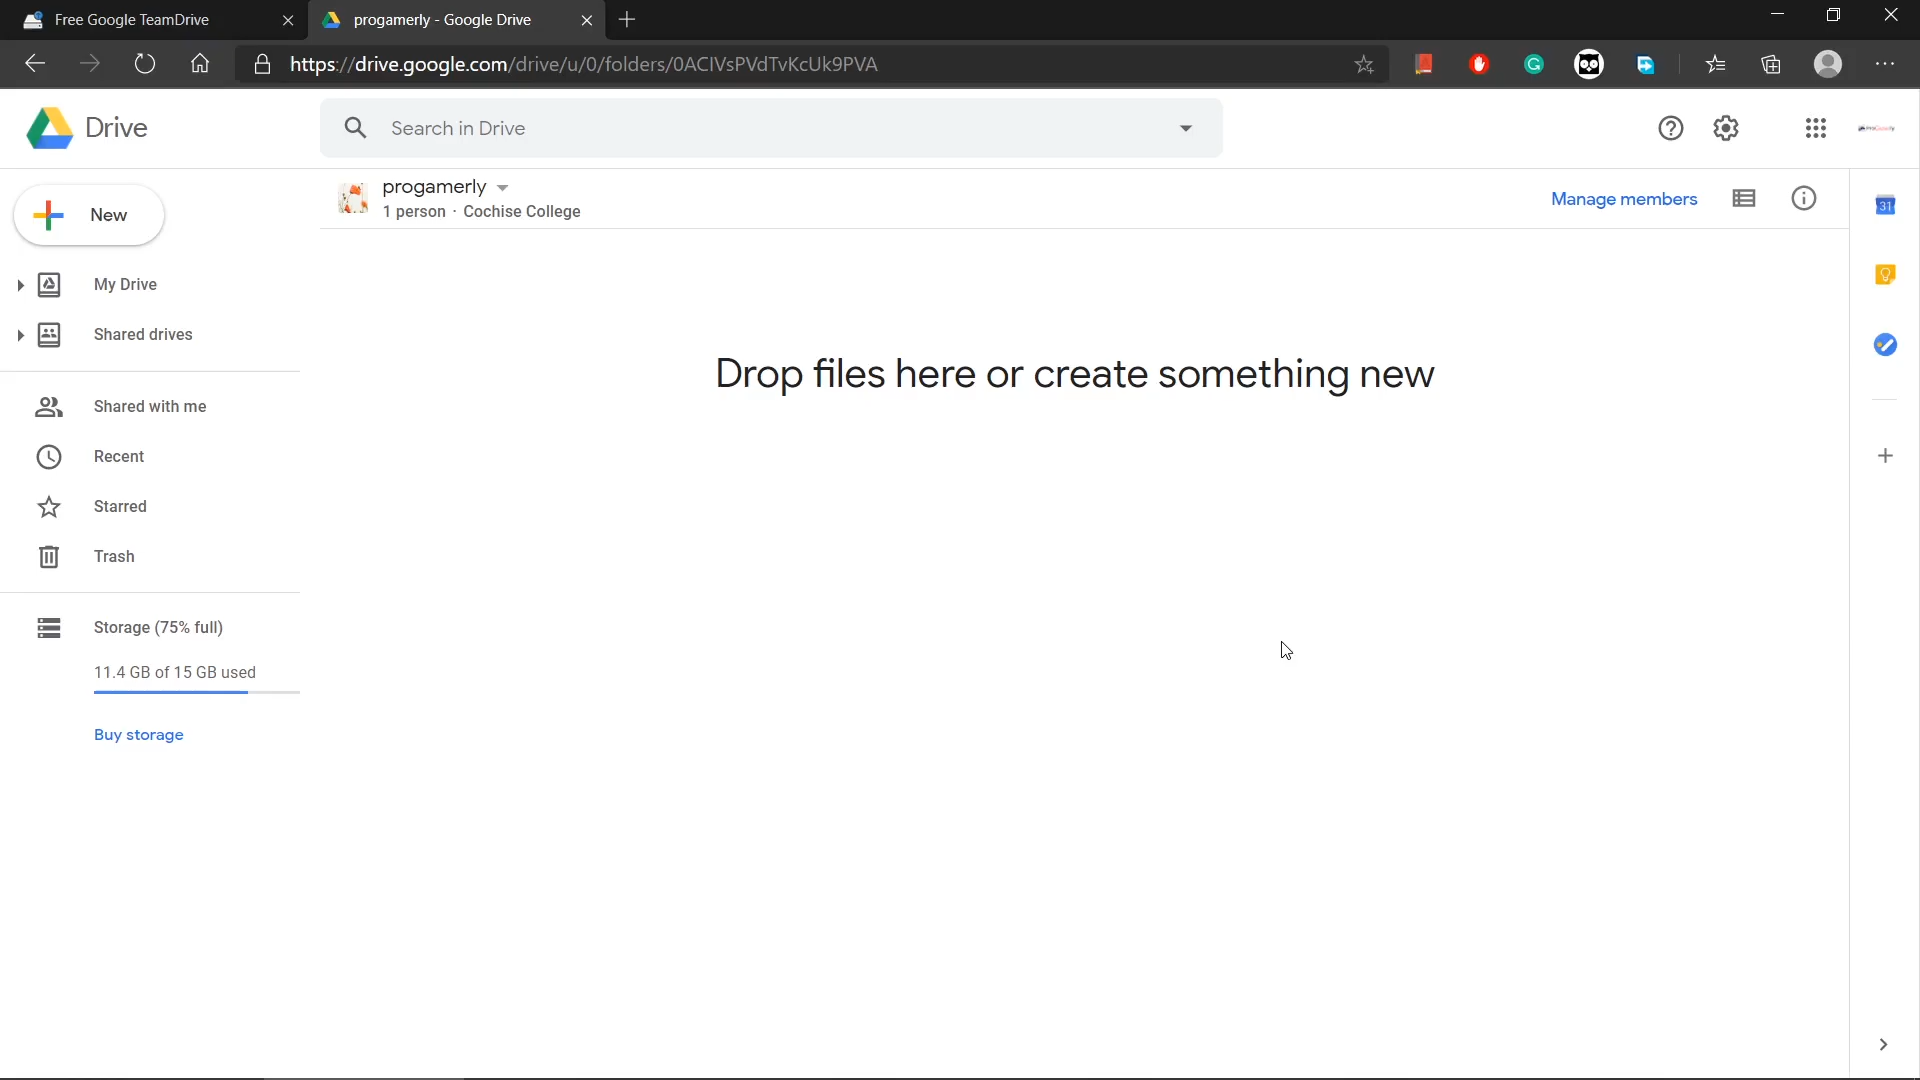 Free Google TeamDrive
progamerly - Google Drive
https://drive.google.com/drive/u/0/folders/0ACIVsPVdTvKcUk9PVA
Drive
Search in Drive
New
progamerly
1 person · Cochise College
Manage members
31
My Drive
Shared drives
Drop files here or create something new
Shared with me
Recent
Starred
Trash
Storage (75% full)
11.4 GB of 15 GB used
Buy storage